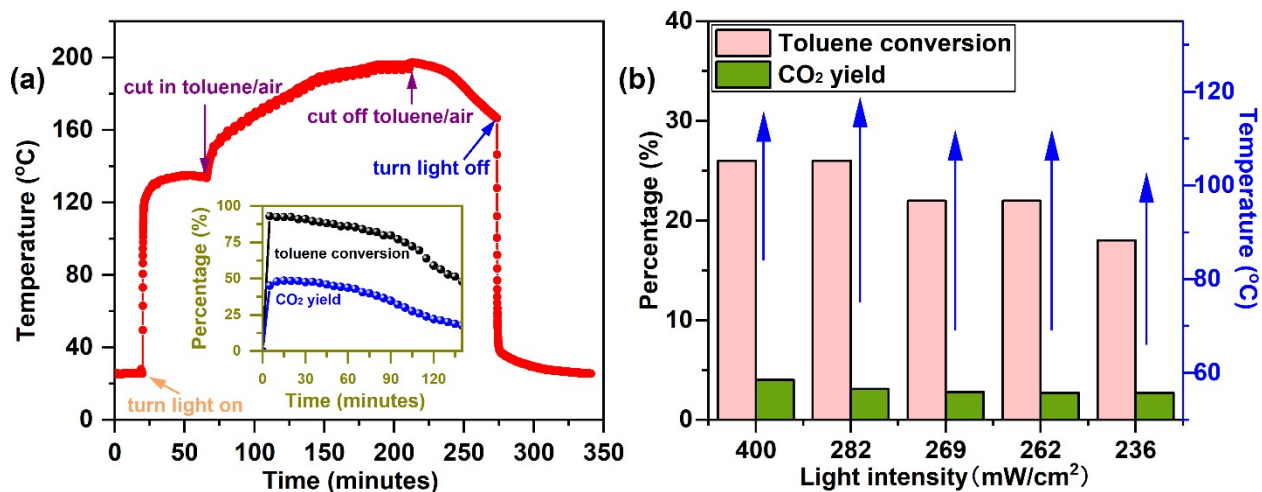 (a)
Temperature (°C)
200
160
120
80
40
0
cut in toluene/air
cut off toluene/air
turn light off
turn light on
Percentage (%)
100
75
50
25
0
toluene conversion
CO₂ yield
0 30 60 90 120
Time (minutes)
0 50 100 150 200 250 300 350
Time (minutes)
(b)
Percentage (%)
40
30
20
10
0
Toluene conversion
CO₂ yield
120
100
80
60
Temperature (°C)
400 282 269 262 236
Light intensity (mW/cm²)